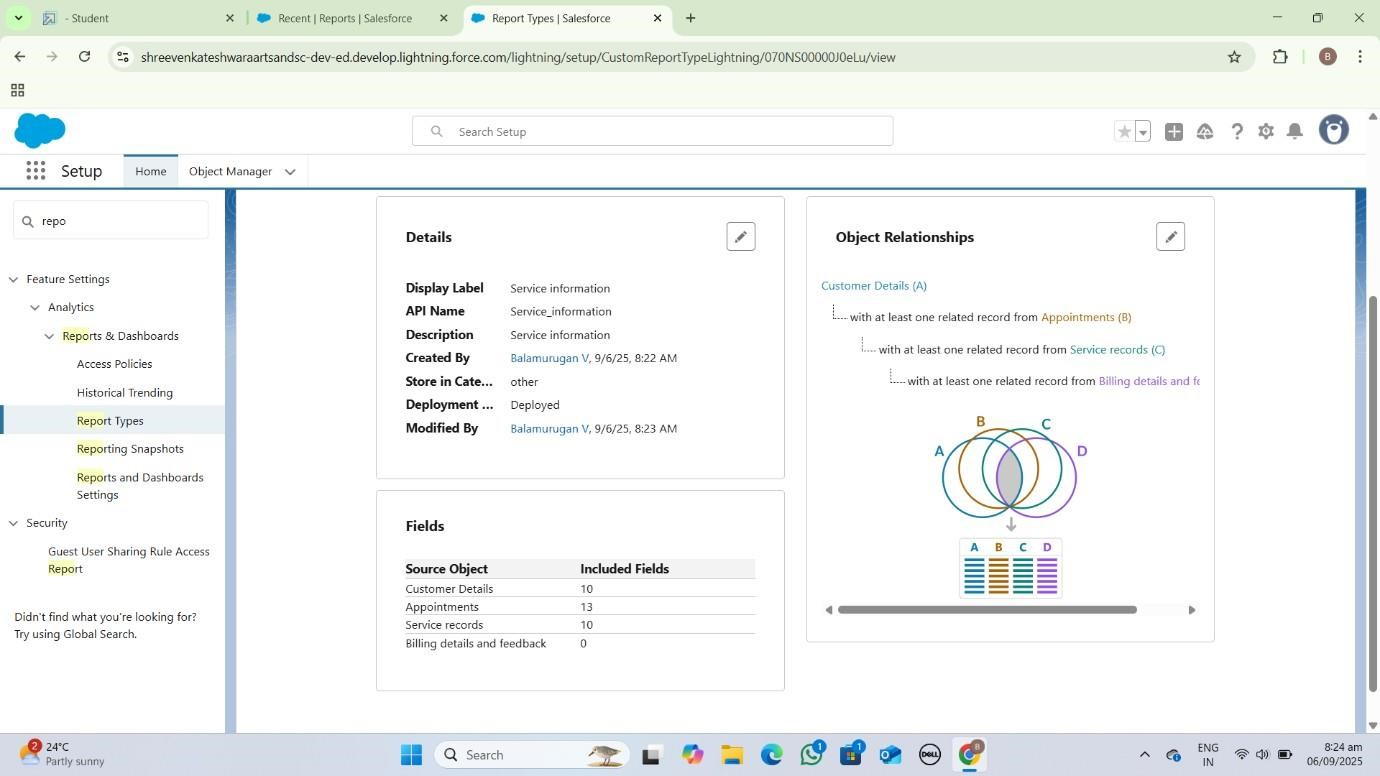 - Student
Recent | Reports | Salesforce
Report Types | Salesforce
shreevenkateshwaraartsandsc-dev-ed.develop.lightning.force.com/lightning/setup/CustomReportTypeLightning/070NS00000J0eLu/view
B
Search Setup
Setup
Home
Object Manager
repo
Feature Settings
Analytics
Reports & Dashboards
Access Policies
Historical Trending
Report Types
Reporting Snapshots
Reports and Dashboards
Settings
Security
Guest User Sharing Rule Access
Report
Didn't find what you're looking for?
Try using Global Search.
Details
Display Label Service information
API Name Service_information
Description Service information
Created By Balamurugan V, 9/6/25, 8:22 AM
Store in Cate... other
Deployment ... Deployed
Modified By Balamurugan V, 9/6/25, 8:23 AM
Fields
Source Object Included Fields
Customer Details 10
Appointments 13
Service records 10
Billing details and feedback 0
Object Relationships
Customer Details (A)
with at least one related record from Appointments (B)
with at least one related record from Service records (C)
with at least one related record from Billing details and fe
B C
A D
A B C D
2
24°C
Partly sunny
Search
1
1
DELL
B
ENG
IN
8:24 am
06/09/2025